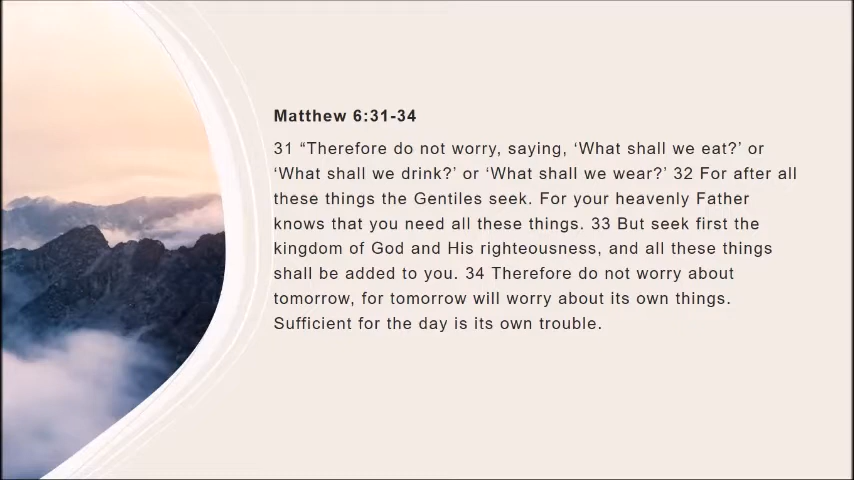 Matthew 6:31-34
31 “Therefore do not worry, saying, ‘What shall we eat?’ or
‘What shall we drink?’ or ‘What shall we wear?’ 32 For after all
these things the Gentiles seek. For your heavenly Father
knows that you need all these things. 33 But seek first the
kingdom of God and His righteousness, and all these things
shall be added to you. 34 Therefore do not worry about
tomorrow, for tomorrow will worry about its own things.
Sufficient for the day is its own trouble.